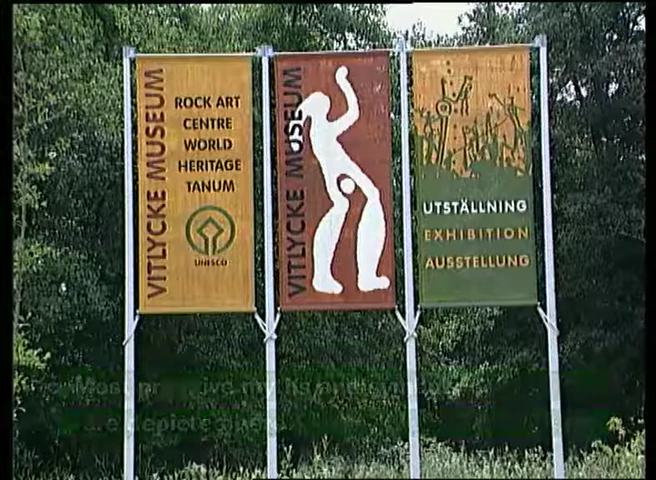 VITLYCKE MUSEUM
ROCK ART
CENTRE
WORLD
HERITAGE
TANUM
UNESCO
VITLYCKE MUSEUM
UTSTÄLLNING
EXHIBITION
AUSSTELLUNG